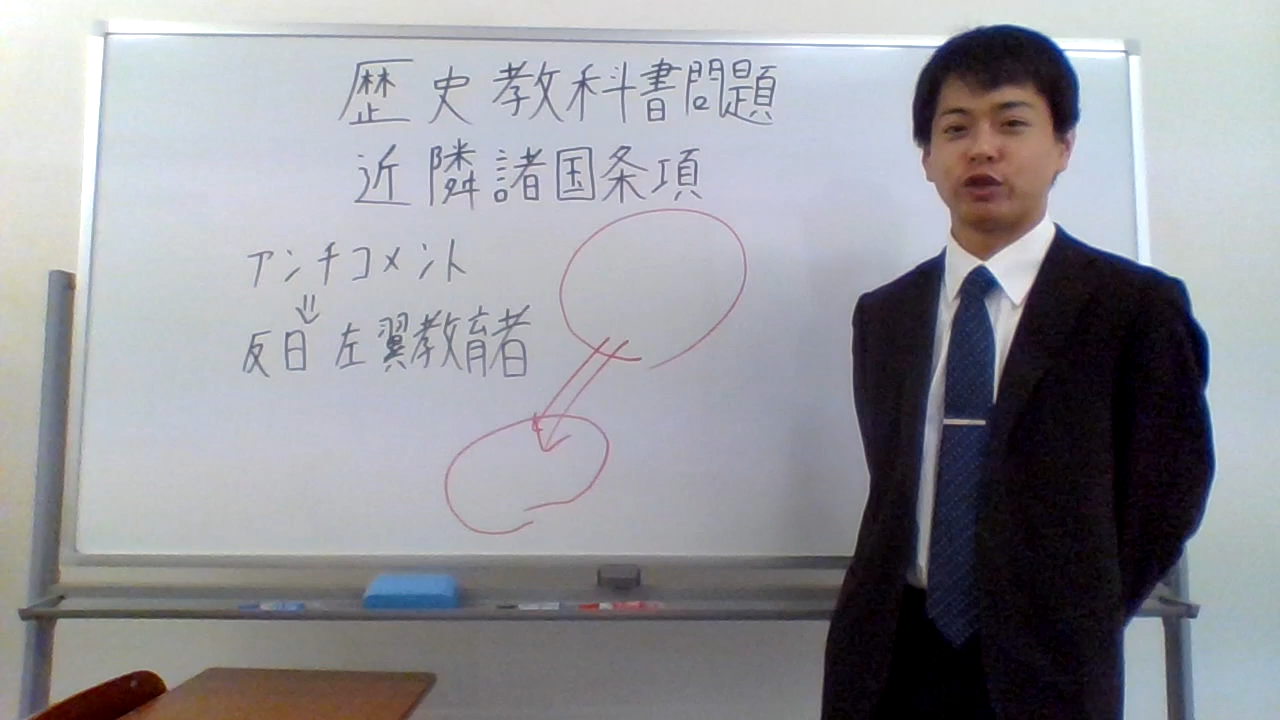 歴史教科書問題
近隣諸国条項
アンチコメント
反日左翼教育者